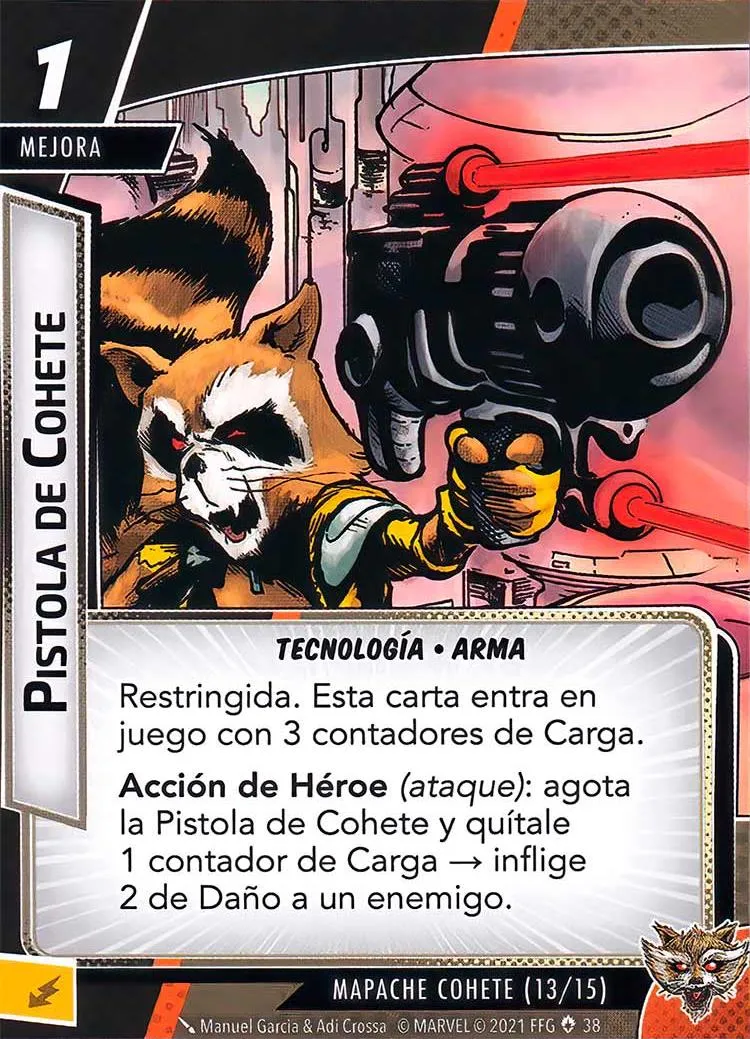 1
MEJORA
PISTOLA DE COHETE
TECNOLOGÍA • ARMA
Restringida. Esta carta entra en
juego con 3 contadores de Carga.
Acción de Héroe (ataque): agota
la Pistola de Cohete y quítale
1 contador de Carga → inflige
2 de Daño a un enemigo.
MAPACHE COHETE (13/15)
Manuel Garcia & Adi Crossa © MARVEL © 2021 FFG 38